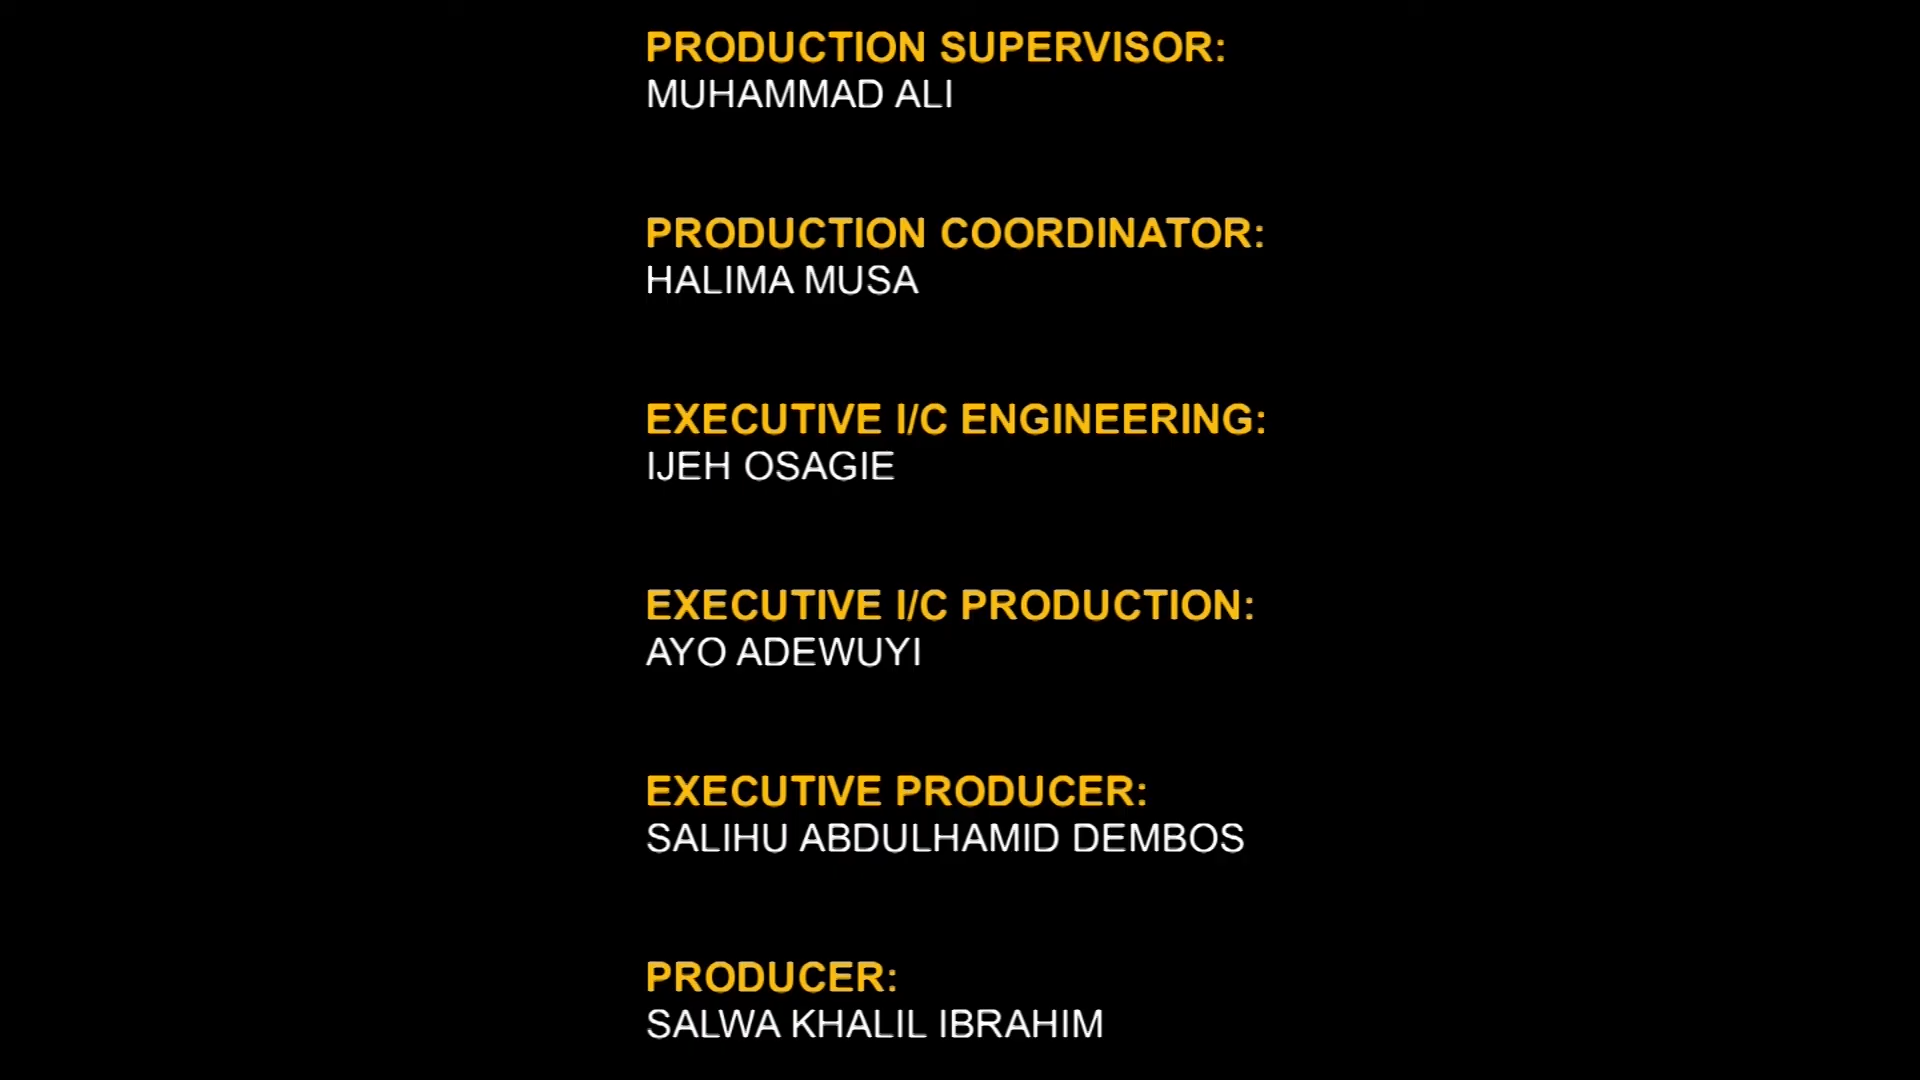 PRODUCTION SUPERVISOR:
MUHAMMAD ALI
PRODUCTION COORDINATOR:
HALIMA MUSA
EXECUTIVE I/C ENGINEERING:
IJEH OSAGIE
EXECUTIVE I/C PRODUCTION:
AYO ADEWUYI
EXECUTIVE PRODUCER:
SALIHU ABDULHAMID DEMBOS
PRODUCER:
SALWA KHALIL IBRAHIM